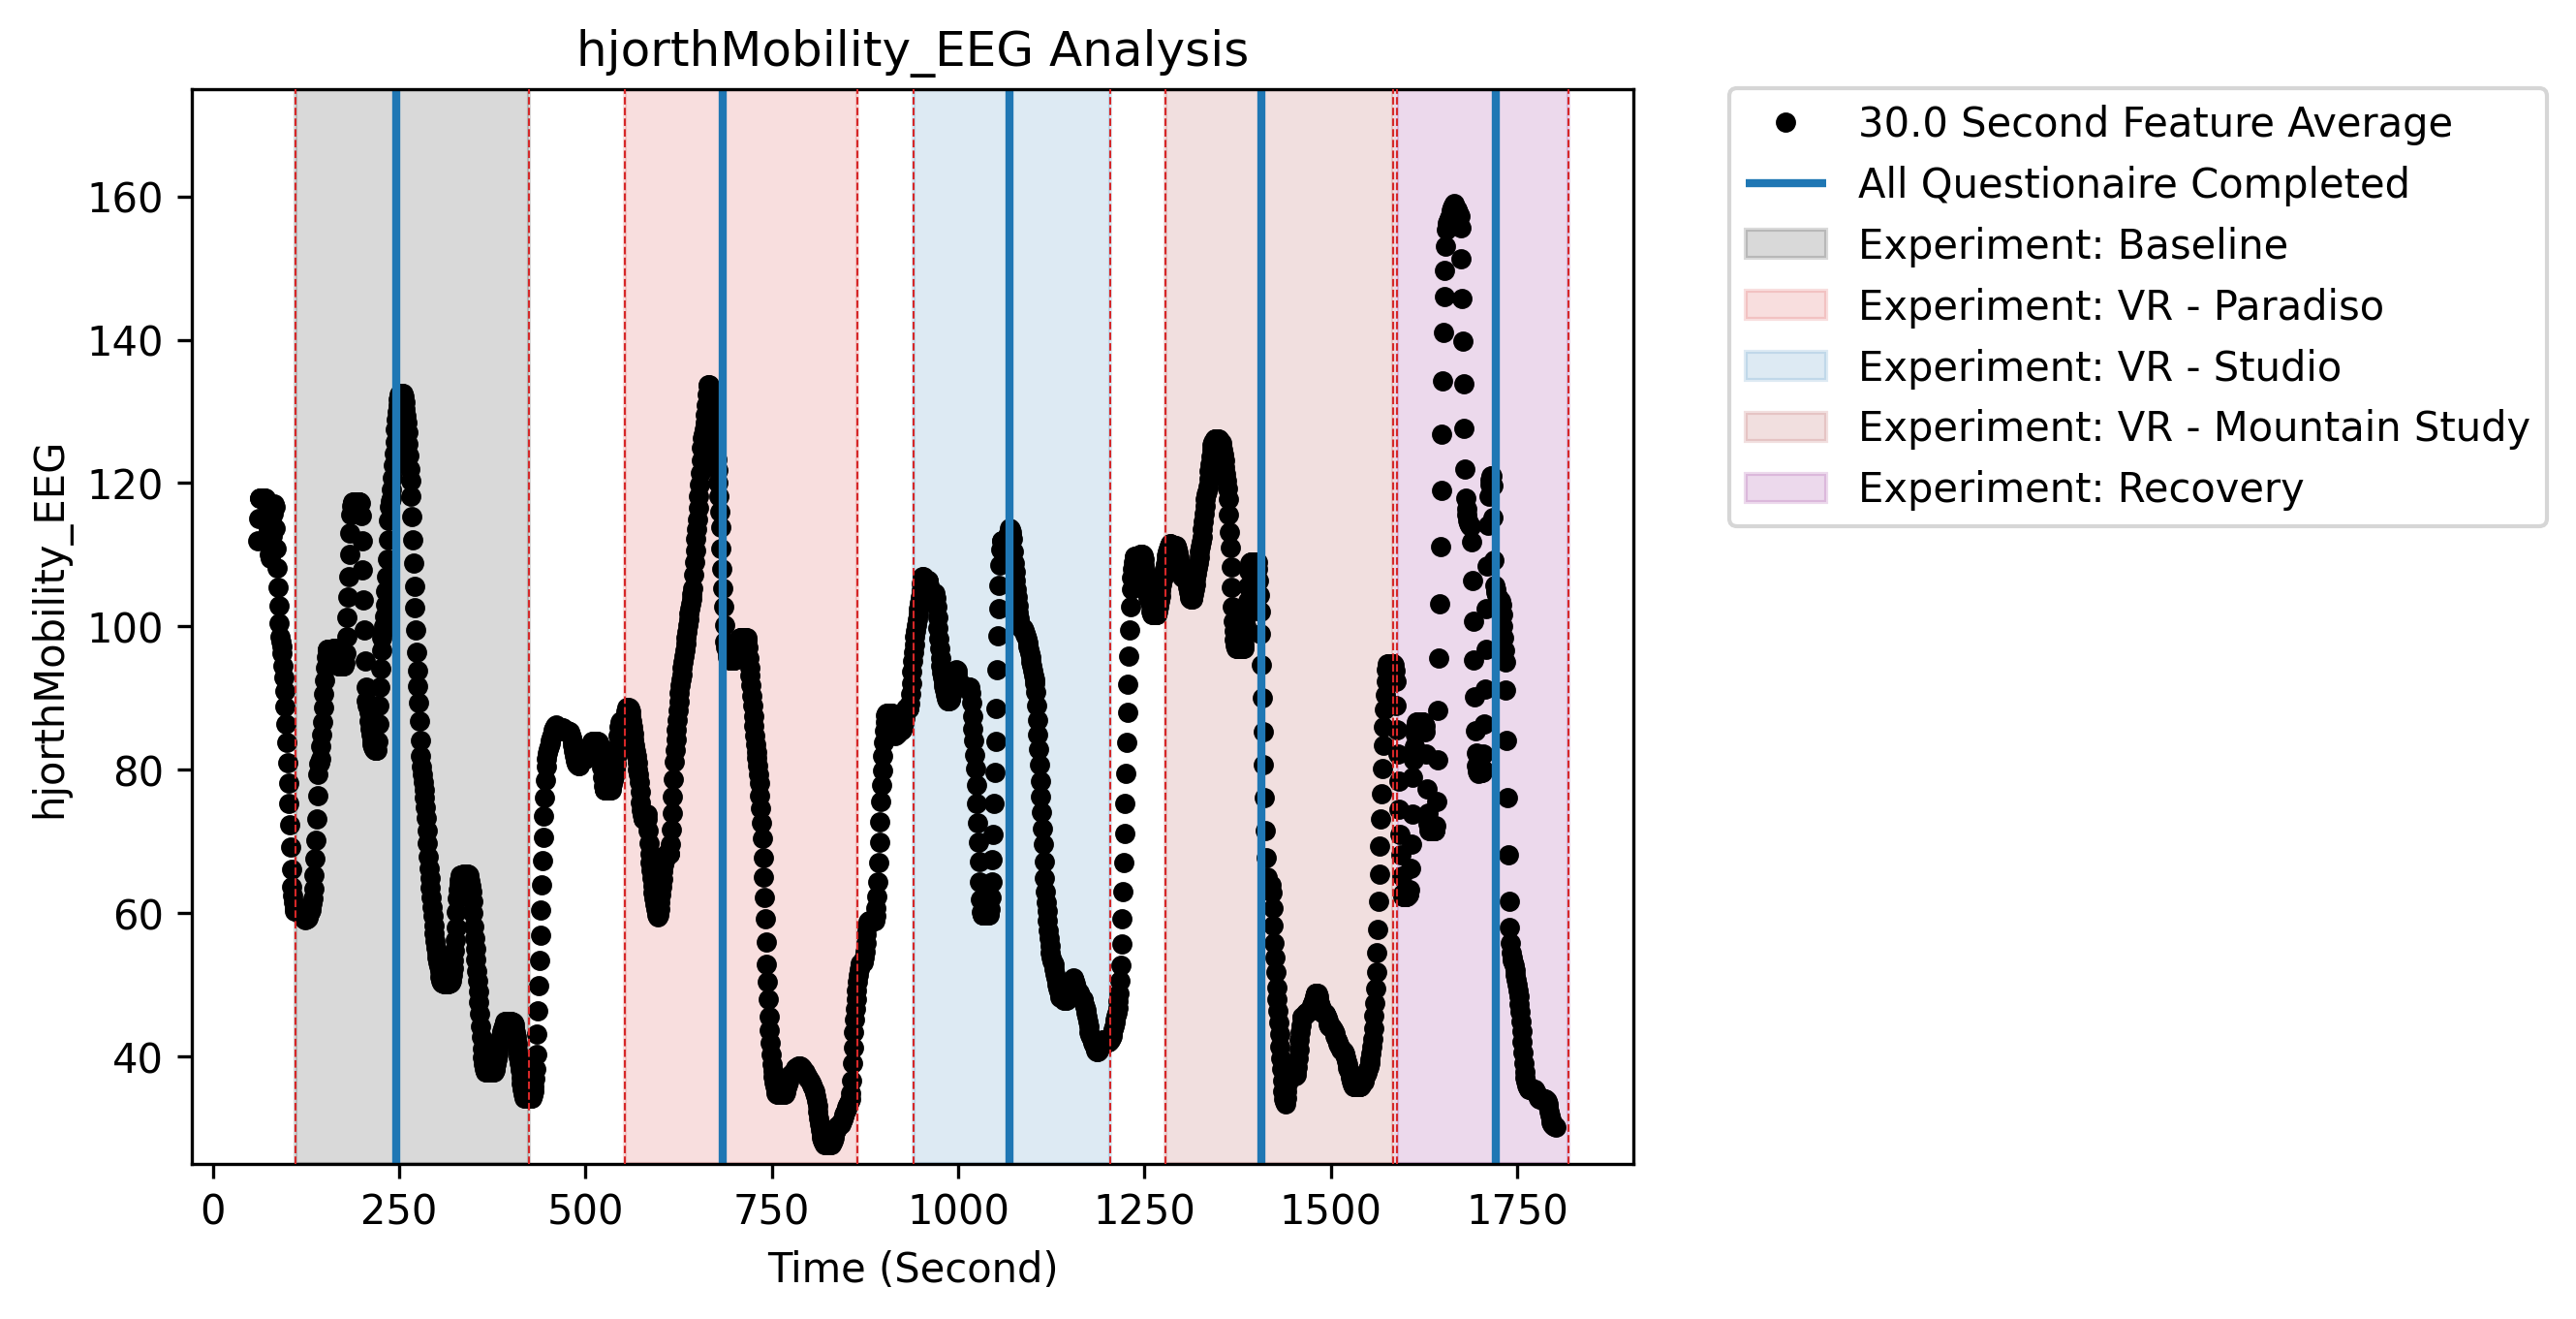 hjorthMobility_EEG Analysis
hjorthMobility_EEG
160
140
120
100
80
60
40
0 250 500 750 1000 1250 1500 1750
Time (Second)
30.0 Second Feature Average
All Questionaire Completed
Experiment: Baseline
Experiment: VR - Paradiso
Experiment: VR - Studio
Experiment: VR - Mountain Study
Experiment: Recovery